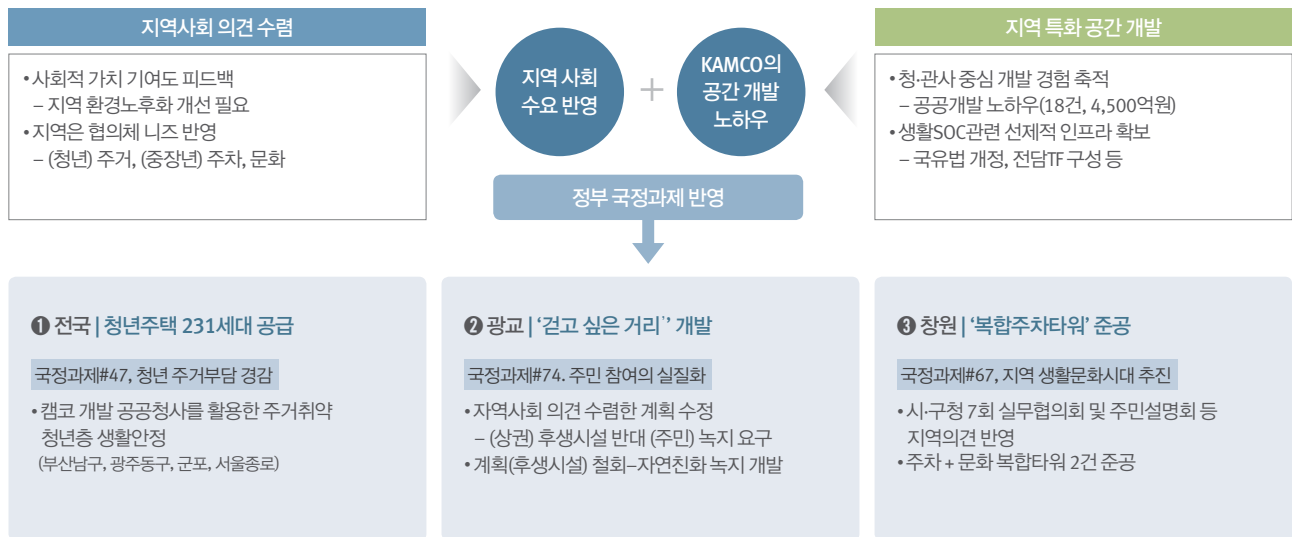 지역사회 의견 수렴
• 사회적 가치 기여도 피드백
– 지역 환경노후화 개선 필요
• 지역은 협의체 니즈 반영
– (청년) 주거, (중장년) 주차, 문화
지역 사회
수요 반영
+
KAMCO의
공간 개발
노하우
정부 국정과제 반영
지역 특화 공간 개발
• 청·관사 중심 개발 경험 축적
– 공공개발 노하우(18건, 4,500억원)
• 생활SOC관련 선제적 인프라 확보
– 국유법 개정, 전담TF 구성 등
❶ 전국 | 청년주택 231세대 공급
국정과제#47, 청년 주거부담 경감
• 캠코 개발 공공청사를 활용한 주거취약
청년층 생활안정
(부산남구, 광주동구, 군포, 서울종로)
❷ 광교 | ‘걷고 싶은 거리¹’ 개발
국정과제#74. 주민 참여의 실질화
• 자역사회 의견 수렴한 계획 수정
– (상권) 후생시설 반대 (주민) 녹지 요구
• 계획(후생시설) 철회–자연친화 녹지 개발
❸ 창원 | ‘복합주차타워’ 준공
국정과제#67, 지역 생활문화시대 추진
• 시·구청 7회 실무협의회 및 주민설명회 등
지역의견 반영
• 주차 + 문화 복합타워 2건 준공